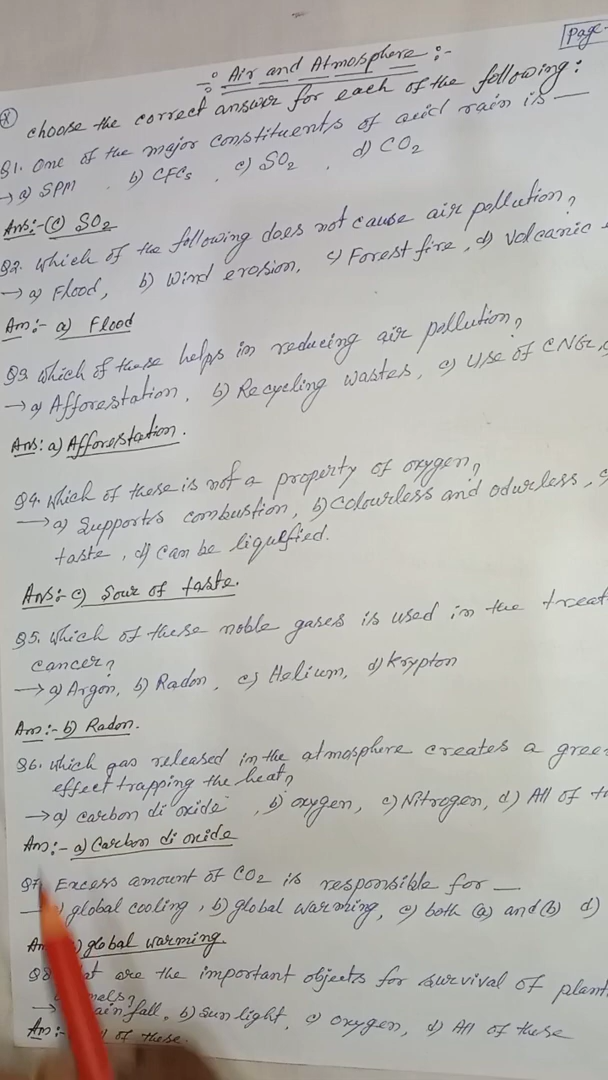 Page-
Air and Atmosphere :-
choose the correct answer for each of the following:
Q1. One of the major constituents of acid rain is —
→ a) SPM , b) CFCs , c) SO2 , d) CO2
Ans:- (c) SO2
Q2. Which of the following does not cause air pollution?
→ a) Flood, b) Wind erosion, c) Forest fire, d) Volcanic
Ans:- a) Flood
Q3. Which of these helps in reducing air pollution?
→ a) Afforestation, b) Recycling wastes, c) Use of CNG,
Ans: a) Afforestation.
Q4. Which of these is not a property of oxygen?
→ a) Supports combustion, b) Colourless and odurless,
taste, d) Can be liquefied.
Ans:- c) Sour of taste.
Q5. Which of these noble gases is used in the treat
cancer?
→ a) Argon, b) Radon, c) Helium, d) Krypton
Ans:- b) Radon.
Q6. Which gas released in the atmosphere creates a gree
effect trapping the heat?
→ a) carbon di oxide, b) oxygen, c) Nitrogen, d) All of
Ans:- a) Carbon di oxide
Q7. Excess amount of CO2 is responsible for —
global cooling, b) global warming, c) both (a) and (b) d)
global warming.
are the important objects for survival of plant
b) Sun light, c) oxygen, d) All of these
Ans:- of these.